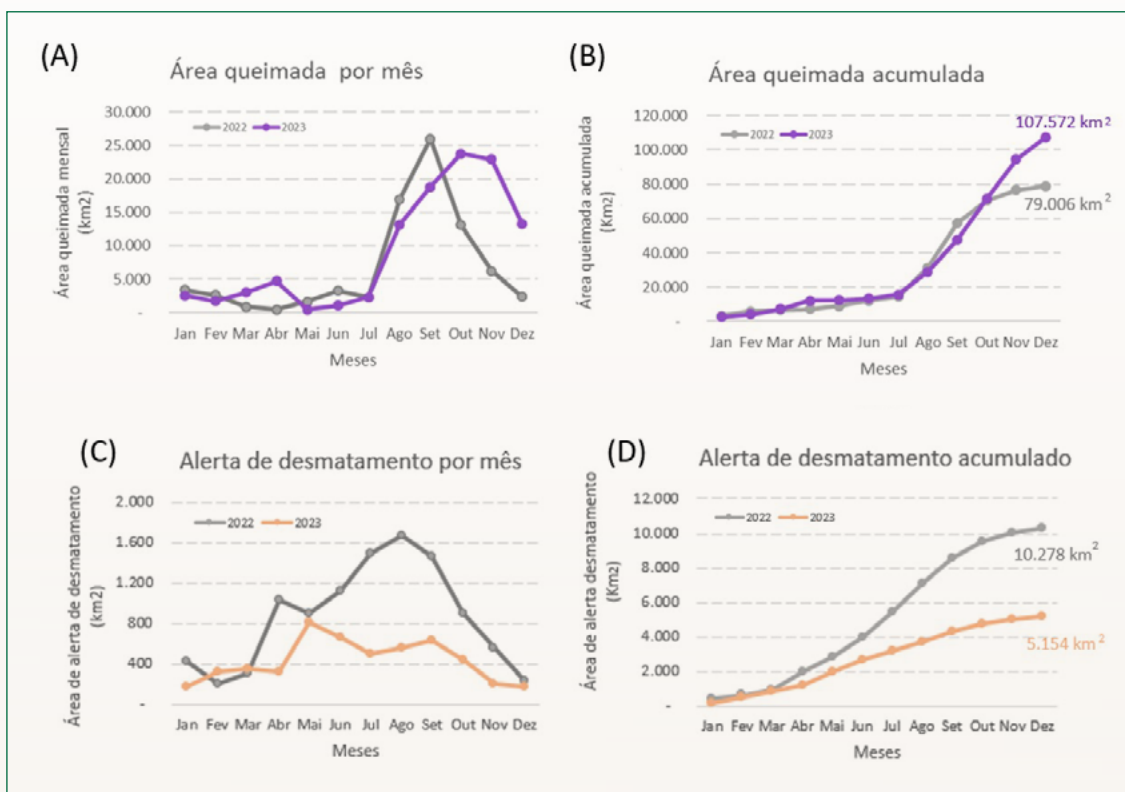 (A)
Área queimada por mês
2022 2023
Área queimada mensal
(km2)
30.000
25.000
20.000
15.000
10.000
5.000
-
Jan Fev Mar Abr Mai Jun Jul Ago Set Out Nov Dez
Meses
(B)
Área queimada acumulada
2022 2023
Área queimada acumulada
(Km2)
120.000
100.000
80.000
60.000
40.000
20.000
-
107.572 km²
79.006 km²
Jan Fev Mar Abr Mai Jun Jul Ago Set Out Nov Dez
Meses
(C)
Alerta de desmatamento por mês
2022 2023
Área de alerta de desmatamento
(km2)
2.000
1.600
1.200
800
400
-
Jan Fev Mar Abr Mai Jun Jul Ago Set Out Nov Dez
Meses
(D)
Alerta de desmatamento acumulado
2022 2023
Área de alerta desmatamento
(Km2)
12.000
10.000
8.000
6.000
4.000
2.000
-
10.278 km²
5.154 km²
Jan Fev Mar Abr Mai Jun Jul Ago Set Out Nov Dez
Meses